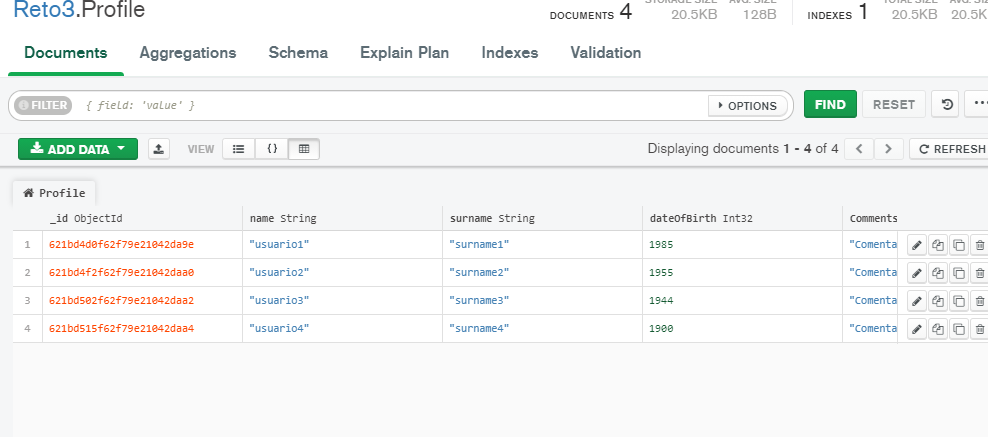 Reto3.Profile
DOCUMENTS 4
STORAGE SIZE 20.5KB
AVG. SIZE 128B
INDEXES 1
TOTAL SIZE 20.5KB
AVG. SIZE 20.5K
Documents Aggregations Schema Explain Plan Indexes Validation
FILTER { field: 'value' } OPTIONS FIND RESET
ADD DATA VIEW {} Displaying documents 1 - 4 of 4 REFRESH
Profile
_id ObjectId name String surname String dateOfBirth Int32 Comments
1 621bd4d0f62f79e21042da9e "usuario1" "surname1" 1985 "Comenta
2 621bd4f2f62f79e21042daa0 "usuario2" "surname2" 1955 "Comenta
3 621bd502f62f79e21042daa2 "usuario3" "surname3" 1944 "Comenta
4 621bd515f62f79e21042daa4 "usuario4" "surname4" 1900 "Comenta